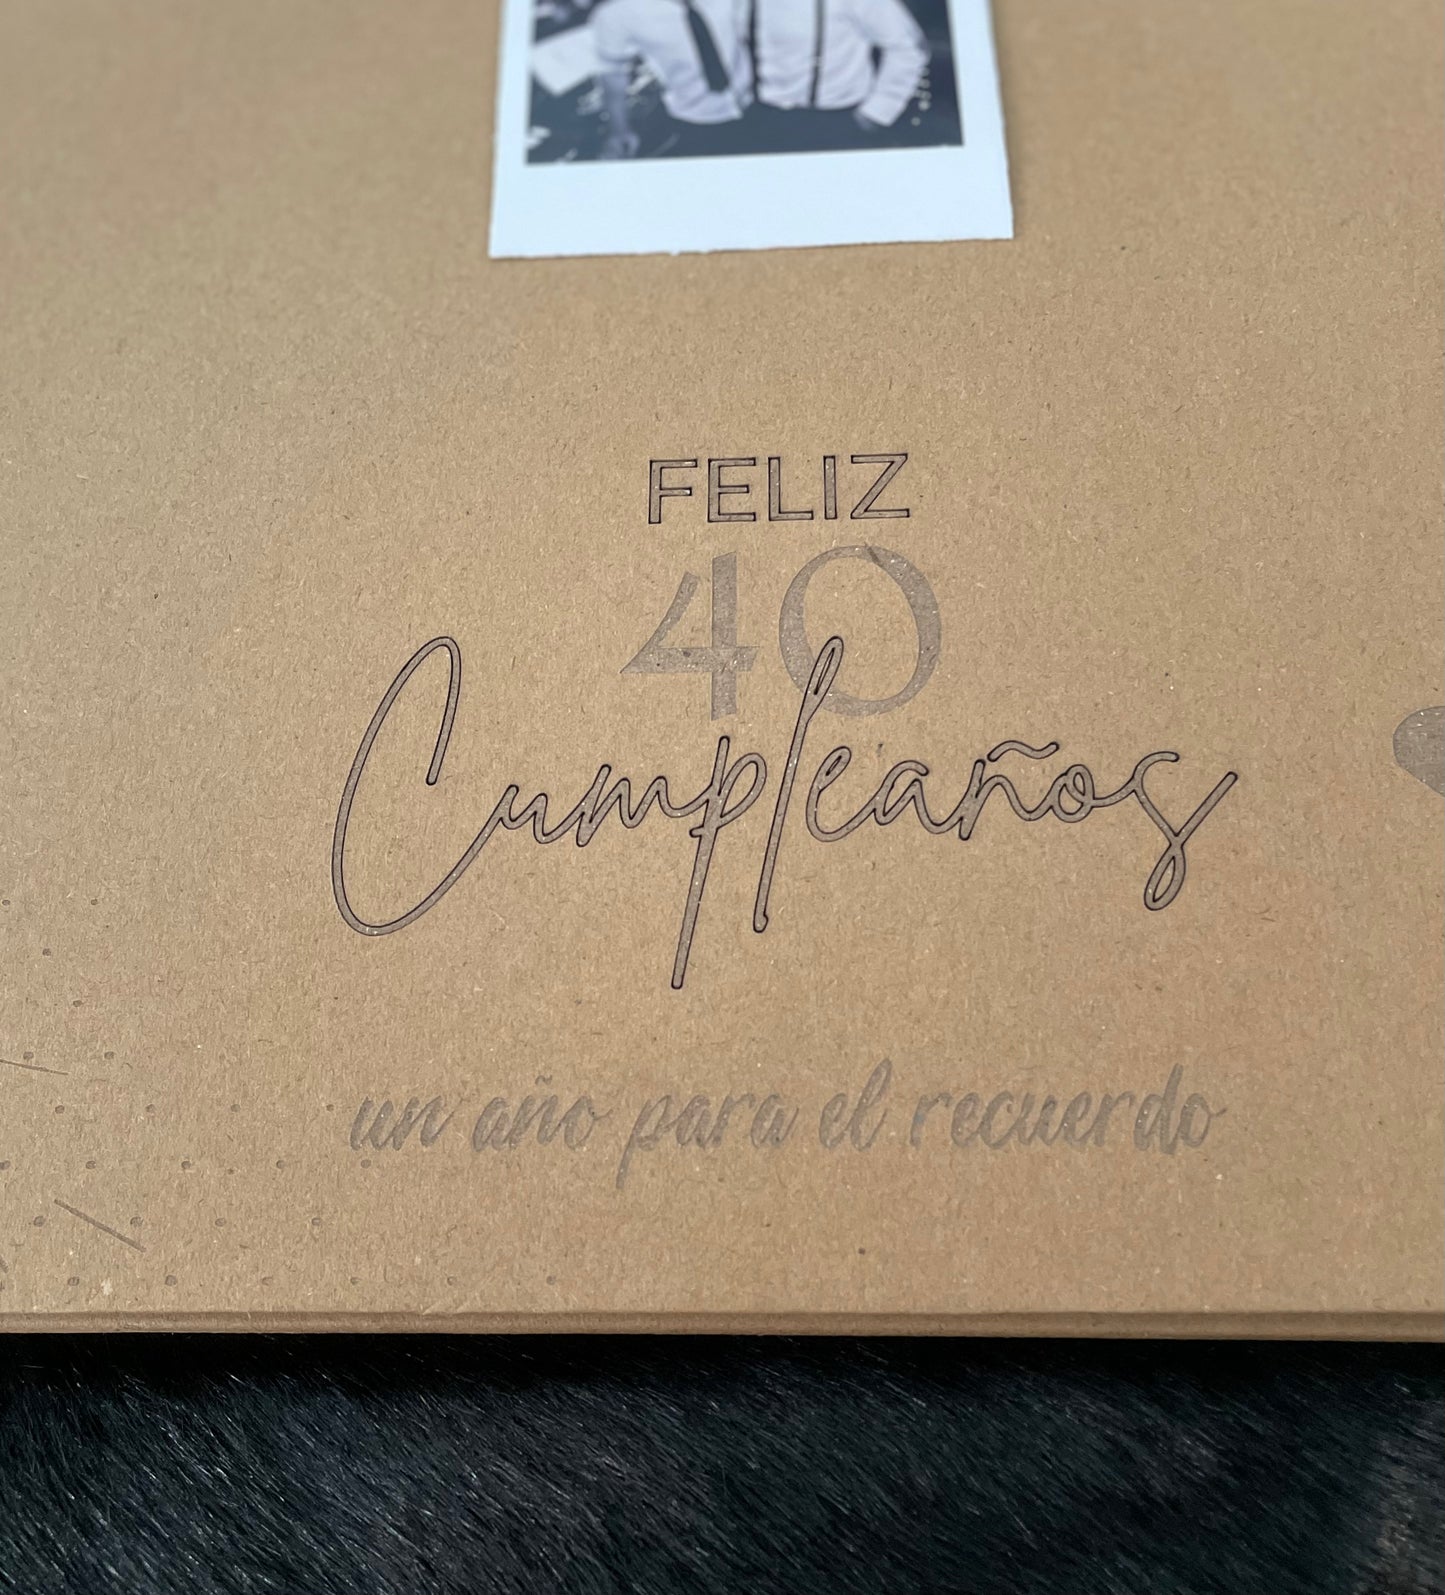 FELIZ
40
Cumpleaños
un año para el recuerdo